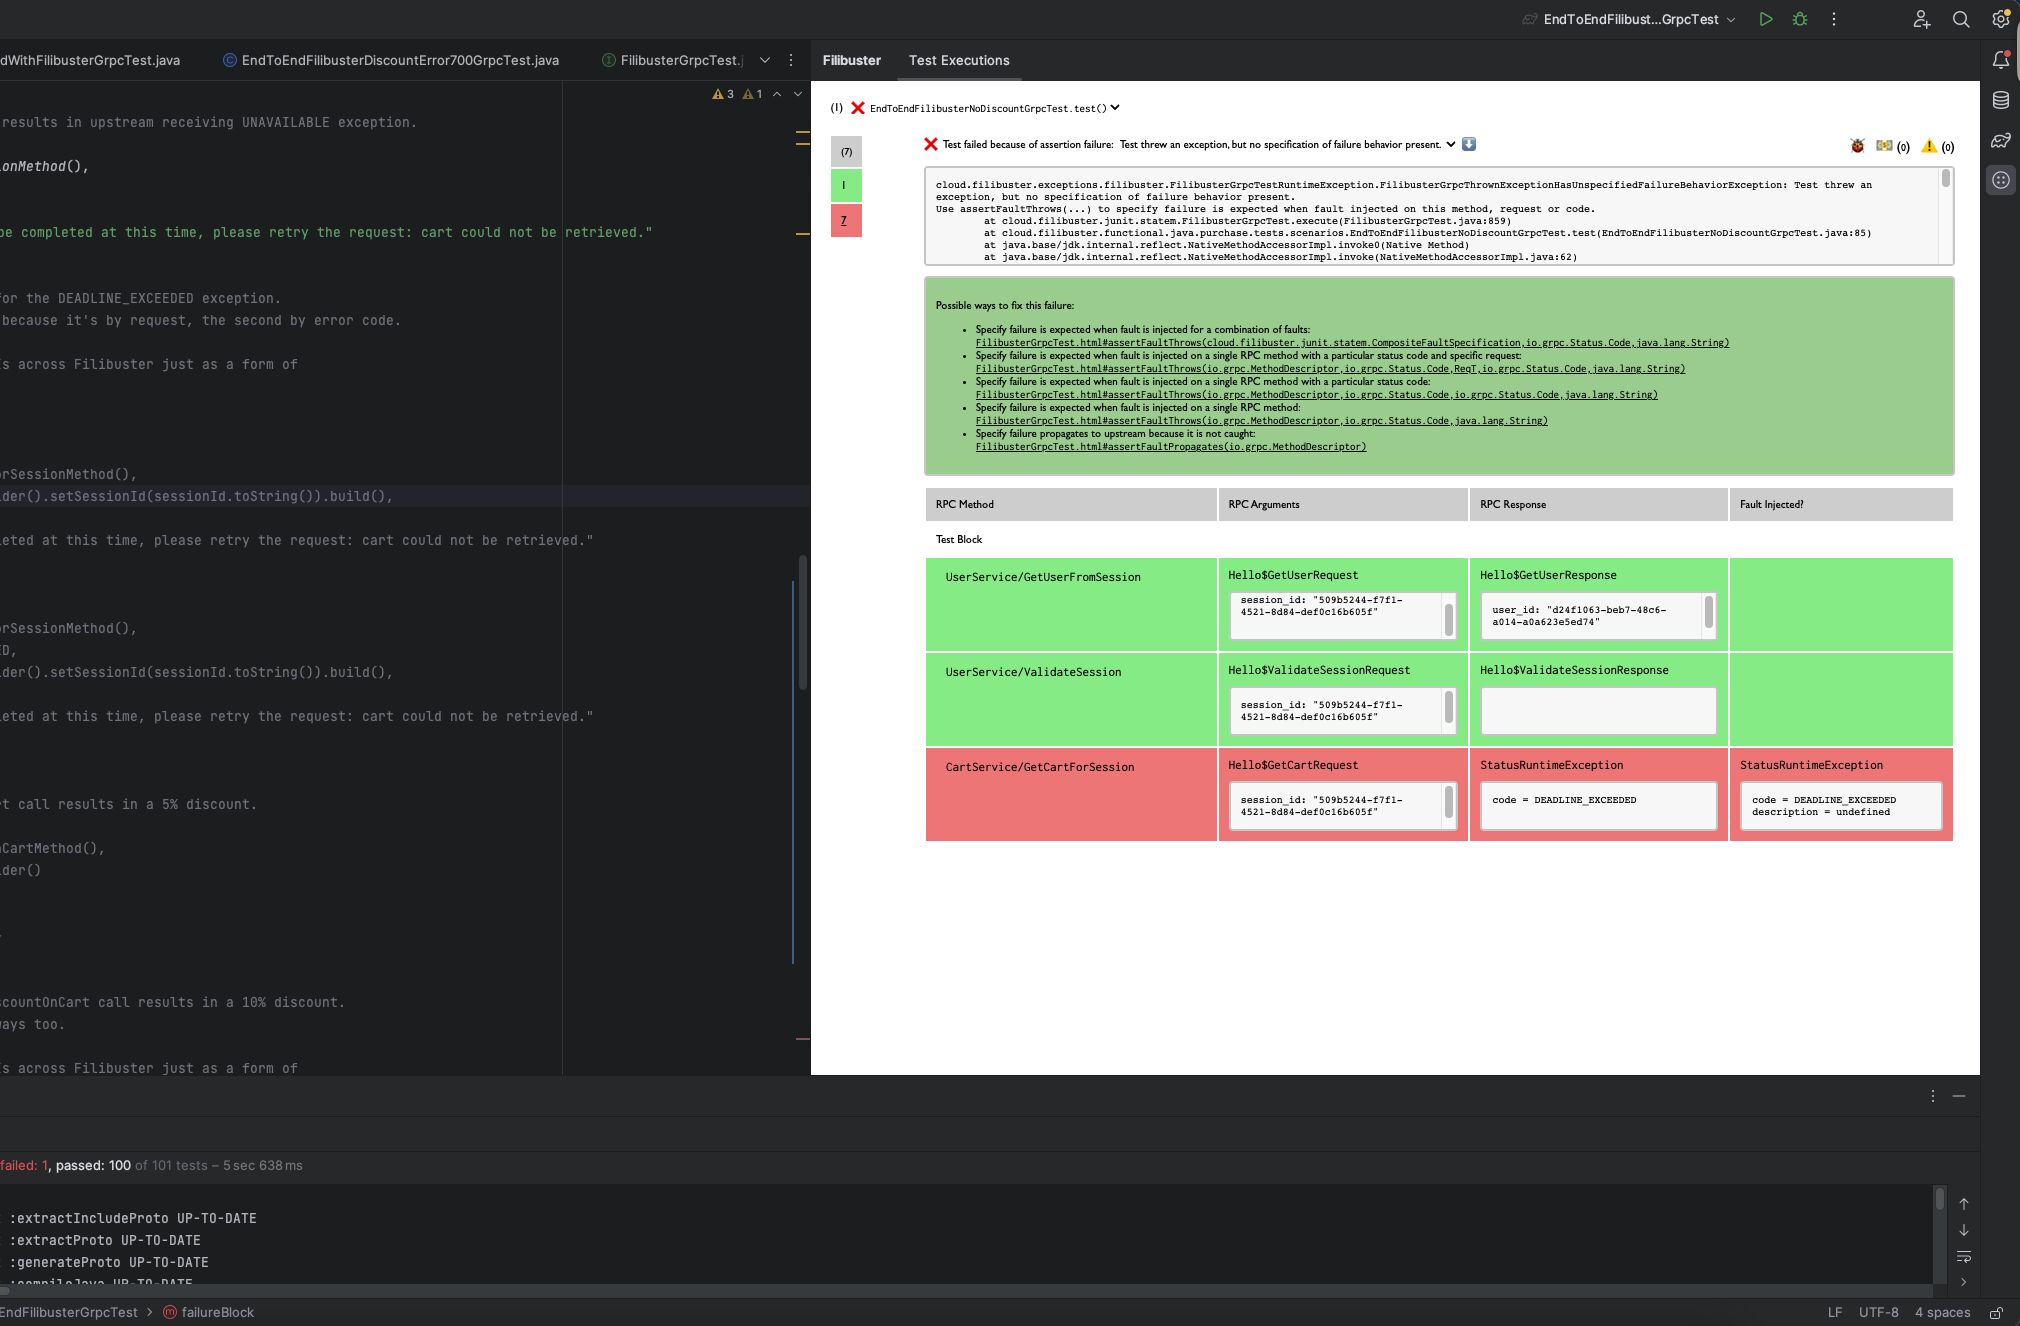 EndToEndFilibust...GrpcTest
dWithFilibusterGrpcTest.java
EndToEndFilibusterDiscountError700GrpcTest.java
FilibusterGrpcTest.j
3 1
results in upstream receiving UNAVAILABLE exception.
onMethod(),
be completed at this time, please retry the request: cart could not be retrieved."
for the DEADLINE_EXCEEDED exception.
because it's by request, the second by error code.
s across Filibuster just as a form of
orSessionMethod(),
der().setSessionId(sessionId.toString()).build(),
eted at this time, please retry the request: cart could not be retrieved."
orSessionMethod(),
ED,
der().setSessionId(sessionId.toString()).build(),
eted at this time, please retry the request: cart could not be retrieved."
t call results in a 5% discount.
nCartMethod(),
der()
scountOnCart call results in a 10% discount.
ways too.
s across Filibuster just as a form of
Filibuster Test Executions
(1) EndToEndFilibusterNoDiscountGrpcTest.test()
(7)
1
7
Test failed because of assertion failure: Test threw an exception, but no specification of failure behavior present.
(0) (0)
cloud.filibuster.exceptions.filibuster.FilibusterGrpcTestRuntimeException.FilibusterGrpcThrownExceptionHasUnspecifiedFailureBehaviorException: Test threw an
exception, but no specification of failure behavior present.
Use assertFaultThrows(...) to specify failure is expected when fault injected on this method, request or code.
at cloud.filibuster.junit.statem.FilibusterGrpcTest.execute(FilibusterGrpcTest.java:859)
at cloud.filibuster.functional.java.purchase.tests.scenarios.EndToEndFilibusterNoDiscountGrpcTest.test(EndToEndFilibusterNoDiscountGrpcTest.java:85)
at java.base/jdk.internal.reflect.NativeMethodAccessorImpl.invoke0(Native Method)
at java.base/jdk.internal.reflect.NativeMethodAccessorImpl.invoke(NativeMethodAccessorImpl.java:62)
Possible ways to fix this failure:
• Specify failure is expected when fault is injected for a combination of faults:
FilibusterGrpcTest.html#assertFaultThrows(cloud.filibuster.junit.statem.CompositeFaultSpecification,io.grpc.Status.Code,java.lang.String)
• Specify failure is expected when fault is injected on a single RPC method with a particular status code and specific request:
FilibusterGrpcTest.html#assertFaultThrows(io.grpc.MethodDescriptor,io.grpc.Status.Code,ReqT,io.grpc.Status.Code,java.lang.String)
• Specify failure is expected when fault is injected on a single RPC method with a particular status code:
FilibusterGrpcTest.html#assertFaultThrows(io.grpc.MethodDescriptor,io.grpc.Status.Code,io.grpc.Status.Code,java.lang.String)
• Specify failure is expected when fault is injected on a single RPC method:
FilibusterGrpcTest.html#assertFaultThrows(io.grpc.MethodDescriptor,io.grpc.Status.Code,java.lang.String)
• Specify failure propagates to upstream because it is not caught:
FilibusterGrpcTest.html#assertFaultPropagates(io.grpc.MethodDescriptor)
RPC Method RPC Arguments RPC Response Fault Injected?
Test Block
UserService/GetUserFromSession
Hello$GetUserRequest
session_id: "509b5244-f7f1-
4521-8d84-def0c16b605f"
Hello$GetUserResponse
user_id: "d24f1063-beb7-48c6-
a014-a0a623e5ed74"
UserService/ValidateSession
Hello$ValidateSessionRequest
session_id: "509b5244-f7f1-
4521-8d84-def0c16b605f"
Hello$ValidateSessionResponse
CartService/GetCartForSession
Hello$GetCartRequest
session_id: "509b5244-f7f1-
4521-8d84-def0c16b605f"
StatusRuntimeException
code = DEADLINE_EXCEEDED
StatusRuntimeException
code = DEADLINE_EXCEEDED
description = undefined
failed: 1, passed: 100 of 101 tests – 5 sec 638 ms
:extractIncludeProto UP-TO-DATE
:extractProto UP-TO-DATE
:generateProto UP-TO-DATE
:compileJava UP-TO-DATE
EndFilibusterGrpcTest > failureBlock
LF UTF-8 4 spaces